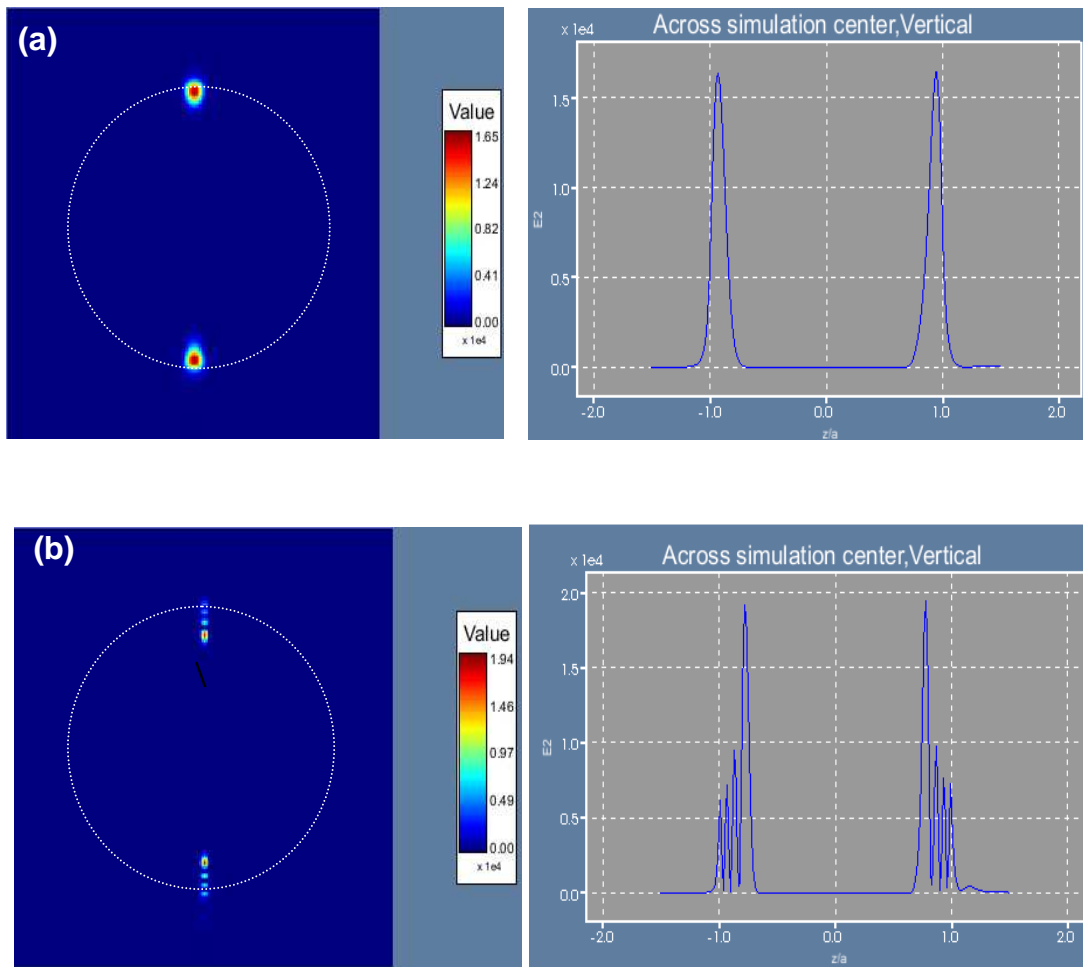 (a)
Value
1.65
1.24
0.82
0.41
0.00
x 1e4
Across simulation center,Vertical
x 1e4
1.5
1.0
0.5
0.0
E2
-2.0 -1.0 0.0 1.0 2.0
z/a
(b)
Value
1.94
1.46
0.97
0.49
0.00
x 1e4
Across simulation center,Vertical
x 1e4
2.0
1.5
1.0
0.5
0.0
E2
-2.0 -1.0 0.0 1.0 2.0
z/a